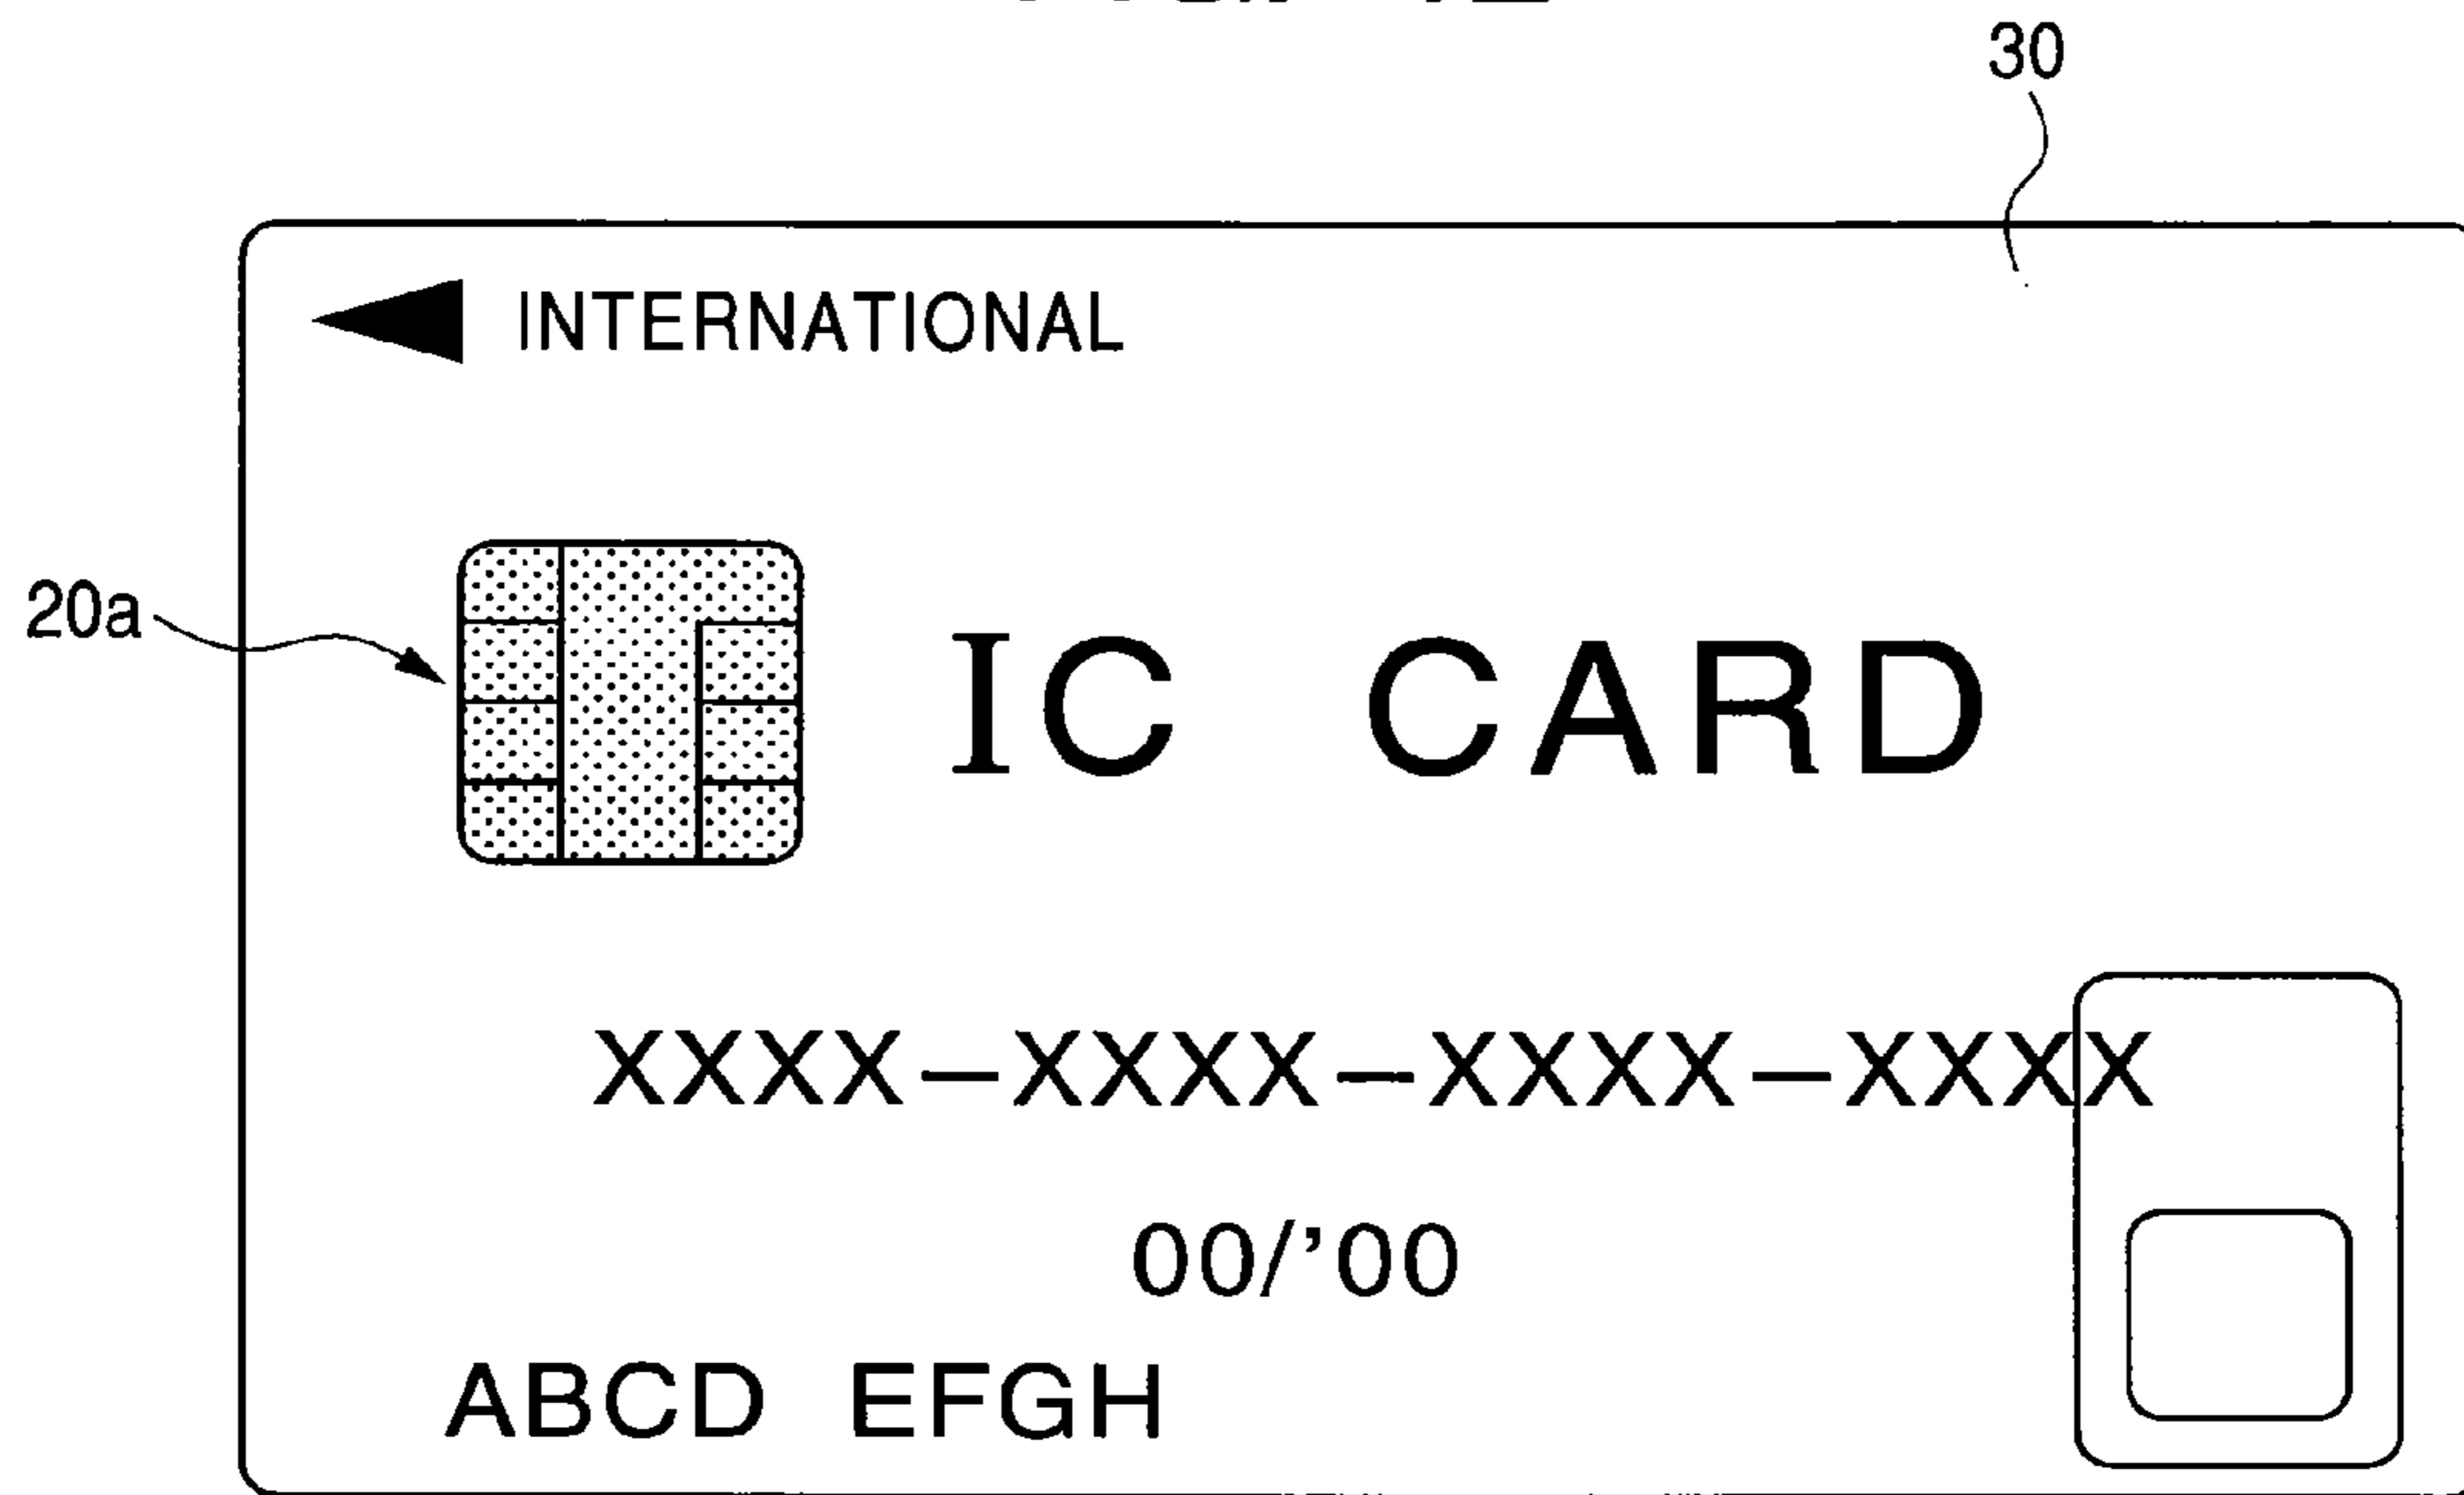 30
INTERNATIONAL
20a
IC CARD
XXXX-XXXX-XXXX-XXXX
00/'00
ABCD EFGH